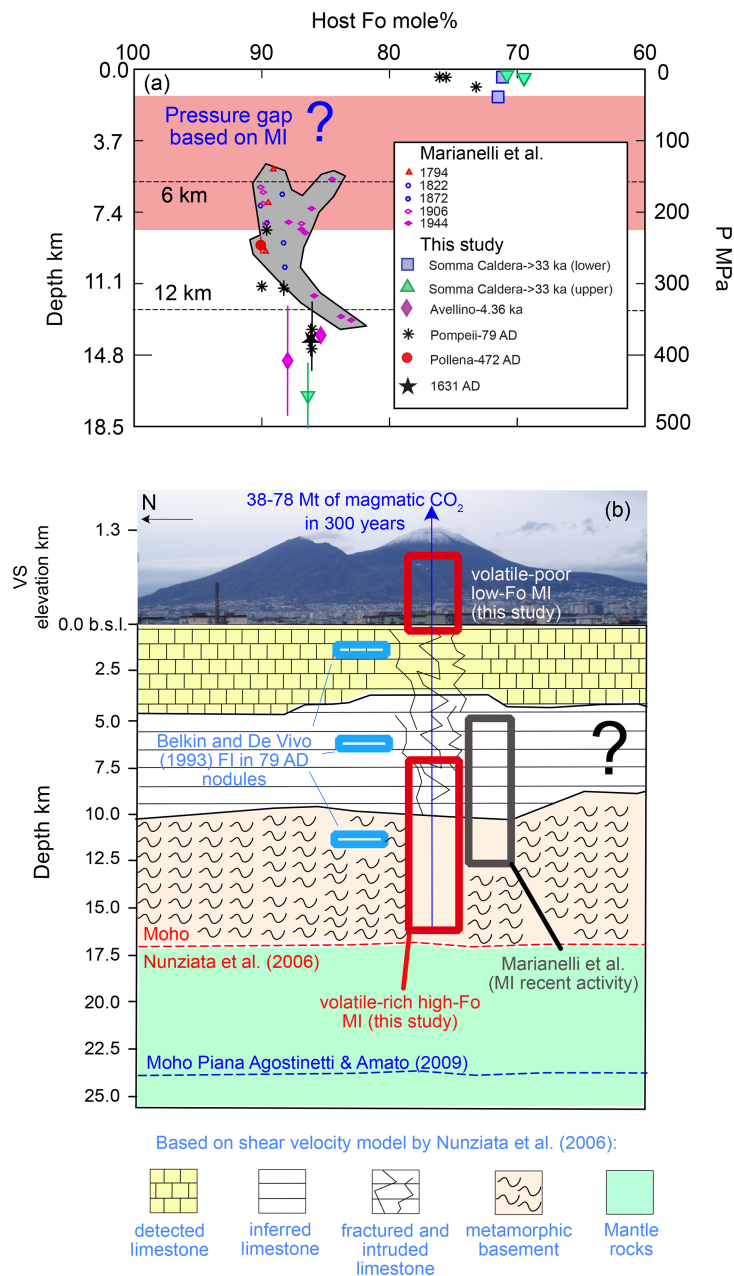 Host Fo mole%
100 90 80 70 60
(a)
0.0
3.7
7.4
11.1
14.8
18.5
Depth km
0
100
200
300
400
500
P MPa
Pressure gap
based on MI
?
6 km
12 km
Marianelli et al.
1794
1822
1872
1906
1944
This study
Somma Caldera->33 ka (lower)
Somma Caldera->33 ka (upper)
Avellino-4.36 ka
Pompeii-79 AD
Pollena-472 AD
1631 AD
N
38-78 Mt of magmatic CO2
in 300 years
(b)
VS
elevation km
1.3
0.0 b.s.l.
volatile-poor
low-Fo MI
(this study)
2.5
5.0
7.5
10.0
12.5
15.0
17.5
20.0
22.5
25.0
Depth km
Belkin and De Vivo
(1993) FI in 79 AD
nodules
?
Moho
Nunziata et al. (2006)
Marianelli et al.
(MI recent activity)
volatile-rich high-Fo
MI (this study)
Moho Piana Agostinetti & Amato (2009)
Based on shear velocity model by Nunziata et al. (2006):
detected
limestone
inferred
limestone
fractured and
intruded
limestone
metamorphic
basement
Mantle
rocks